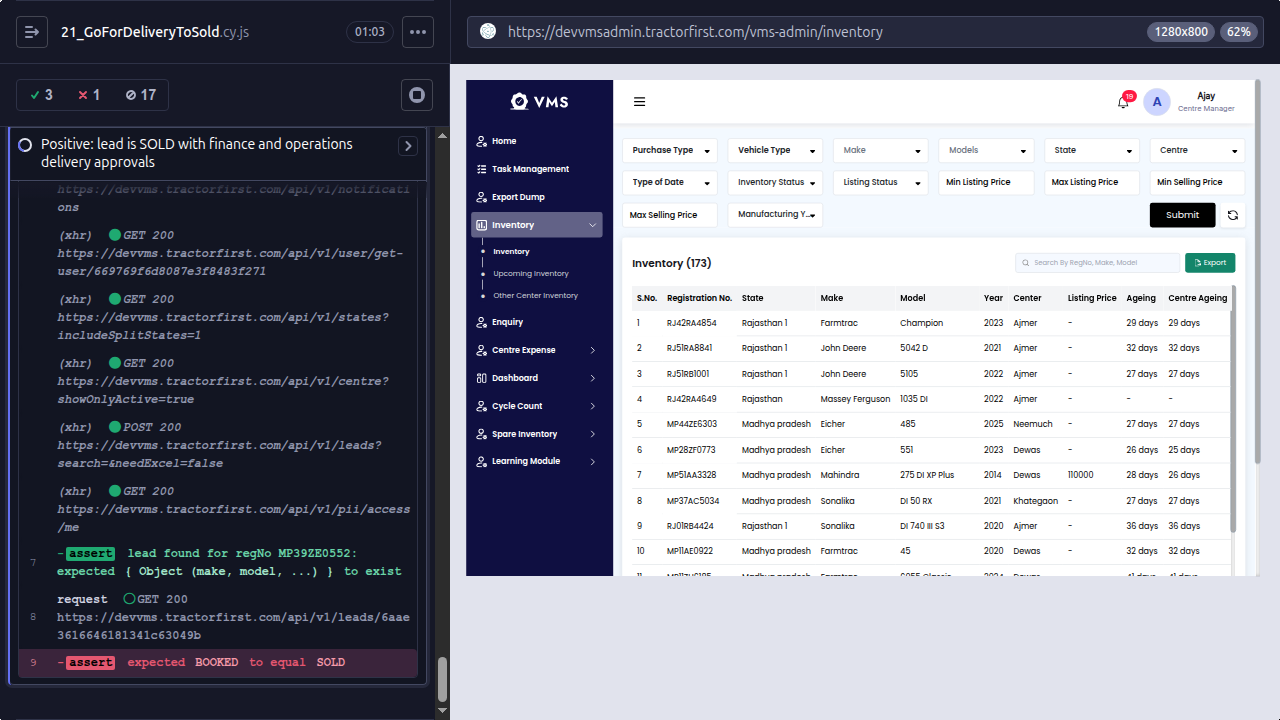 21_GoForDeliveryToSold.cy.js
01:03
https://devvmsadmin.tractorfirst.com/vms-admin/inventory
1280x800
62%
3
1
17
Positive: lead is SOLD with finance and operations
delivery approvals
https://devvms.tractorfirst.com/api/v1/notificati
ons
(xhr) GET 200
https://devvms.tractorfirst.com/api/v1/user/get-
user/669769f6d8087e3f8483f271
(xhr) GET 200
https://devvms.tractorfirst.com/api/v1/states?
includeSplitStates=1
(xhr) GET 200
https://devvms.tractorfirst.com/api/v1/centre?
showOnlyActive=true
(xhr) POST 200
https://devvms.tractorfirst.com/api/v1/leads?
search=&needExcel=false
(xhr) GET 200
https://devvms.tractorfirst.com/api/v1/pii/access
/me
7 -assert lead found for regNo MP39ZE0552:
expected { Object (make, model, ...) } to exist
request GET 200
8 https://devvms.tractorfirst.com/api/v1/leads/6aae
3616646181341c63049b
9 -assert expected BOOKED to equal SOLD
VMS
Home
Task Management
Export Dump
Inventory
Inventory
Upcoming Inventory
Other Center Inventory
Enquiry
Centre Expense
Dashboard
Cycle Count
Spare Inventory
Learning Module
19
A
Ajay
Centre Manager
Purchase Type Vehicle Type Make Models State Centre
Type of Date Inventory Status Listing Status Min Listing Price Max Listing Price Min Selling Price
Max Selling Price Manufacturing Y... Submit
Inventory (173) Search By RegNo, Make, Model Export
S.No. Registration No. State Make Model Year Center Listing Price Ageing Centre Ageing
1 RJ42RA4854 Rajasthan 1 Farmtrac Champion 2023 Ajmer - 29 days 29 days
2 RJ51RA8841 Rajasthan 1 John Deere 5042 D 2021 Ajmer - 32 days 32 days
3 RJ51RB1001 Rajasthan 1 John Deere 5105 2022 Ajmer - 27 days 27 days
4 RJ42RA4649 Rajasthan Massey Ferguson 1035 DI 2022 Ajmer - - -
5 MP44ZE6303 Madhya pradesh Eicher 485 2025 Neemuch - 27 days 27 days
6 MP28ZF0773 Madhya pradesh Eicher 551 2023 Dewas - 26 days 25 days
7 MP51AA3328 Madhya pradesh Mahindra 275 DI XP Plus 2014 Dewas 110000 28 days 26 days
8 MP37AC5034 Madhya pradesh Sonalika DI 50 RX 2021 Khategaon - 27 days 27 days
9 RJ01RB4424 Rajasthan 1 Sonalika DI 740 III S3 2020 Ajmer - 36 days 36 days
10 MP11AE0922 Madhya pradesh Farmtrac 45 2020 Dewas - 32 days 32 days